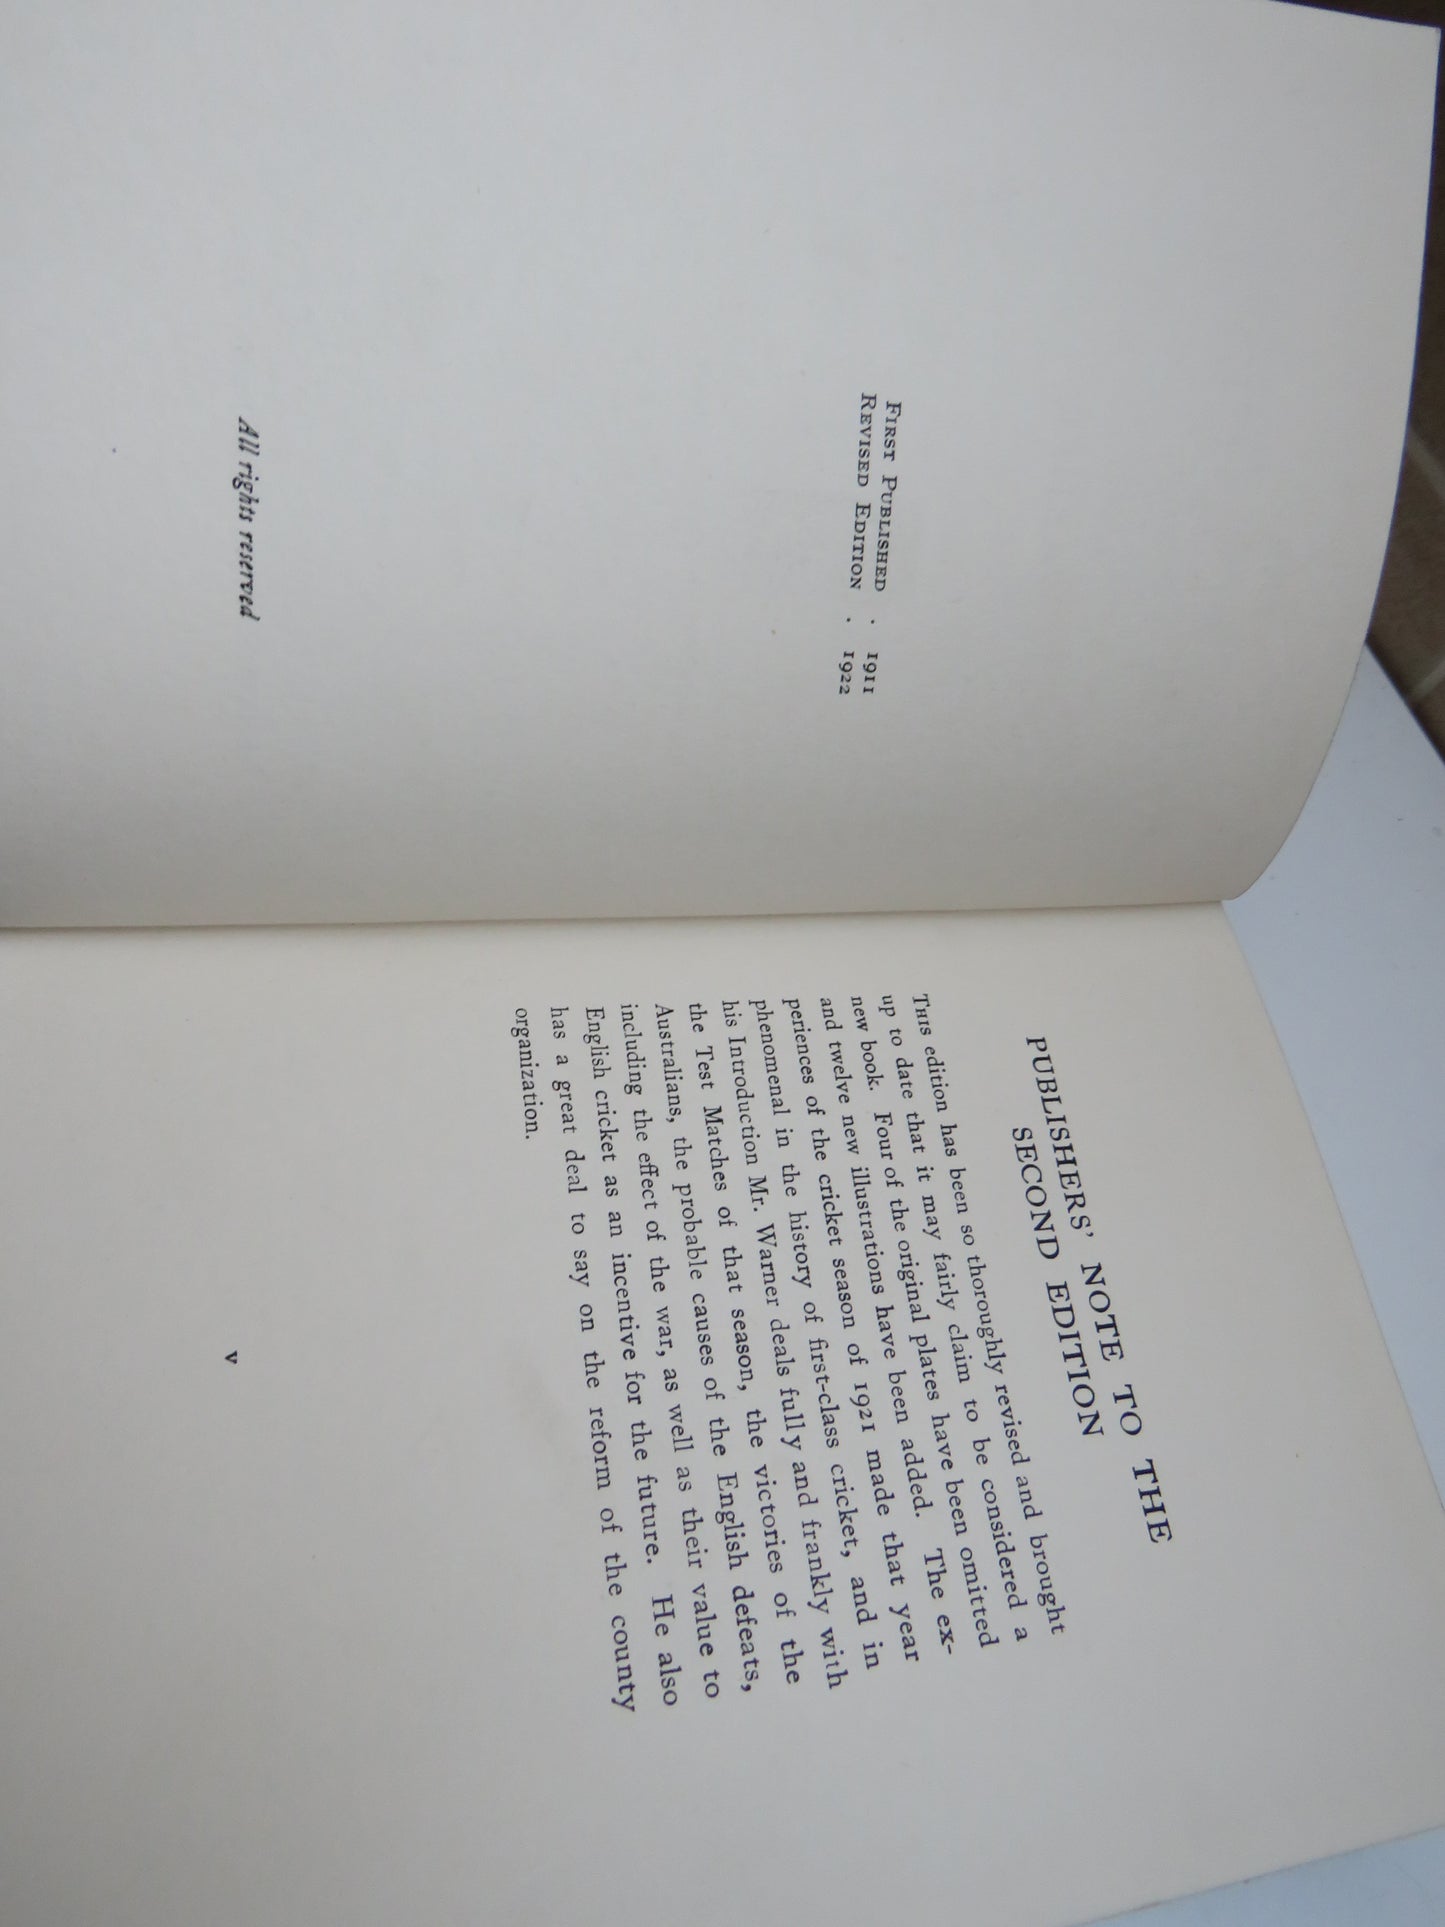 FIRST PUBLISHED . 1911
REVISED EDITION . 1922
All rights reserved
PUBLISHERS' NOTE TO THE
SECOND EDITION
THIS edition has been so thoroughly revised and brought
up to date that it may fairly claim to be considered a
new book. Four of the original plates have been omitted
and twelve new illustrations have been added. The ex-
periences of the cricket season of 1921 made that year
phenomenal in the history of first-class cricket, and in
his Introduction Mr. Warner deals fully and frankly with
the Test Matches of that season, the victories of the
Australians, the probable causes of the English defeats,
including the effect of the war, as well as their value to
English cricket as an incentive for the future. He also
has a great deal to say on the reform of the county
organization.
v